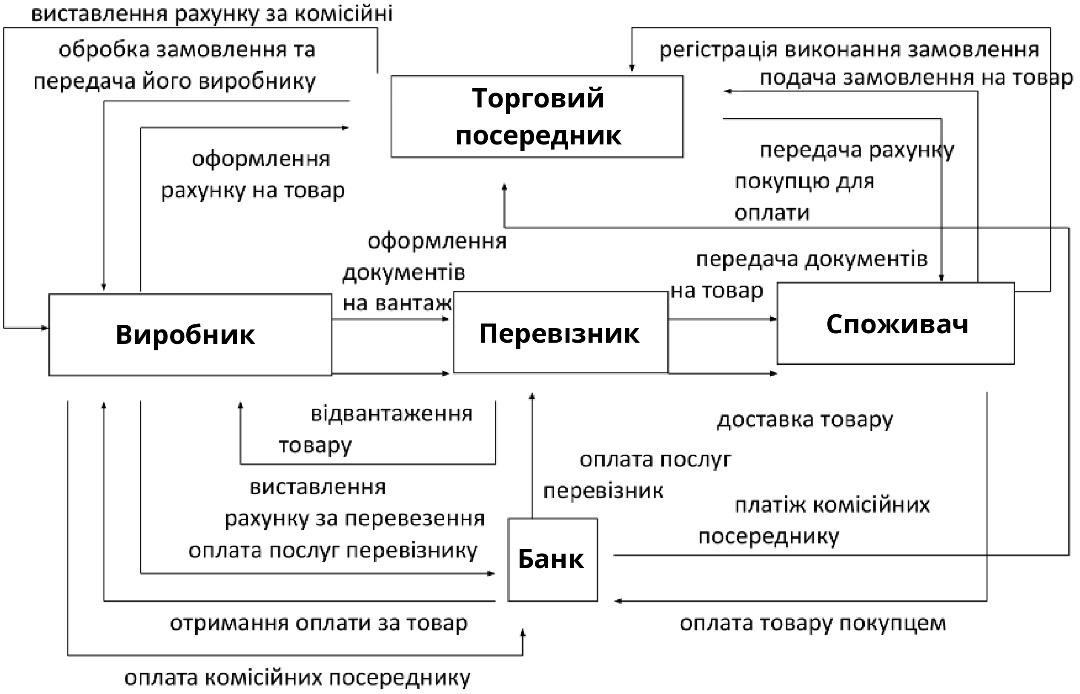 виставлення рахунку за комісійні
обробка замовлення та
передача його виробнику
реєстрація виконання замовлення
подача замовлення на товар
Торговий
посередник
оформлення
рахунку на товар
передача рахунку
покупцю для
оплати
оформлення
документів
на вантаж
передача документів
на товар
Виробник
Перевізник
Споживач
відвантаження
товару
доставка товару
виставлення
рахунку за перевезення
оплата послуг перевізнику
оплата послуг
перевізник
платіж комісійних
посереднику
Банк
отримання оплати за товар
оплата товару покупцем
оплата комісійних посереднику